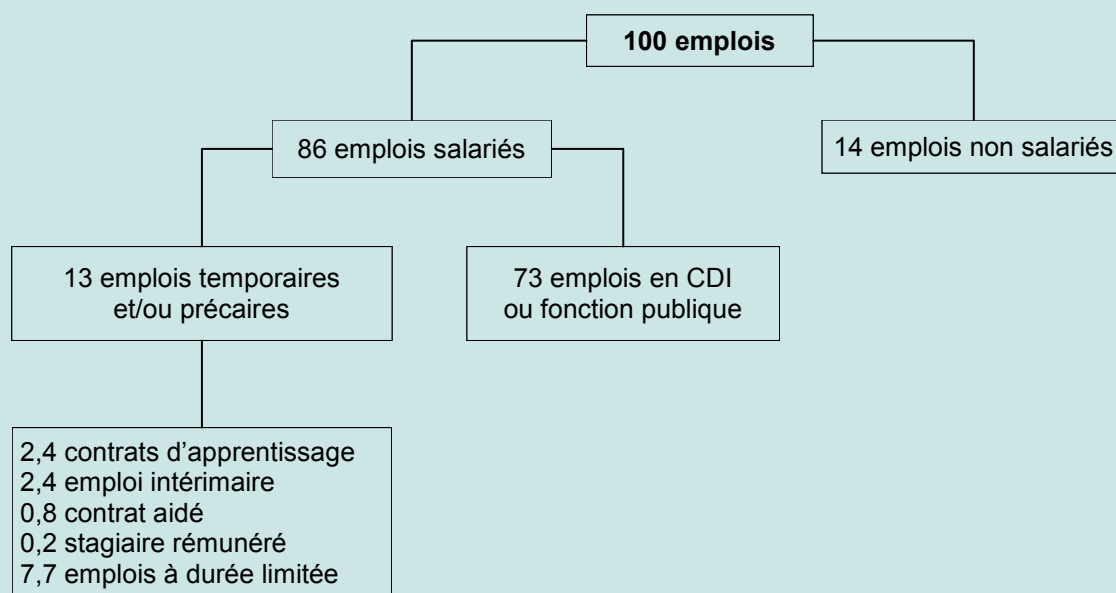 100 emplois
86 emplois salariés
14 emplois non salariés
13 emplois temporaires
et/ou précaires
73 emplois en CDI
ou fonction publique
2,4 contrats d’apprentissage
2,4 emploi intérimaire
0,8 contrat aidé
0,2 stagiaire rémunéré
7,7 emplois à durée limitée